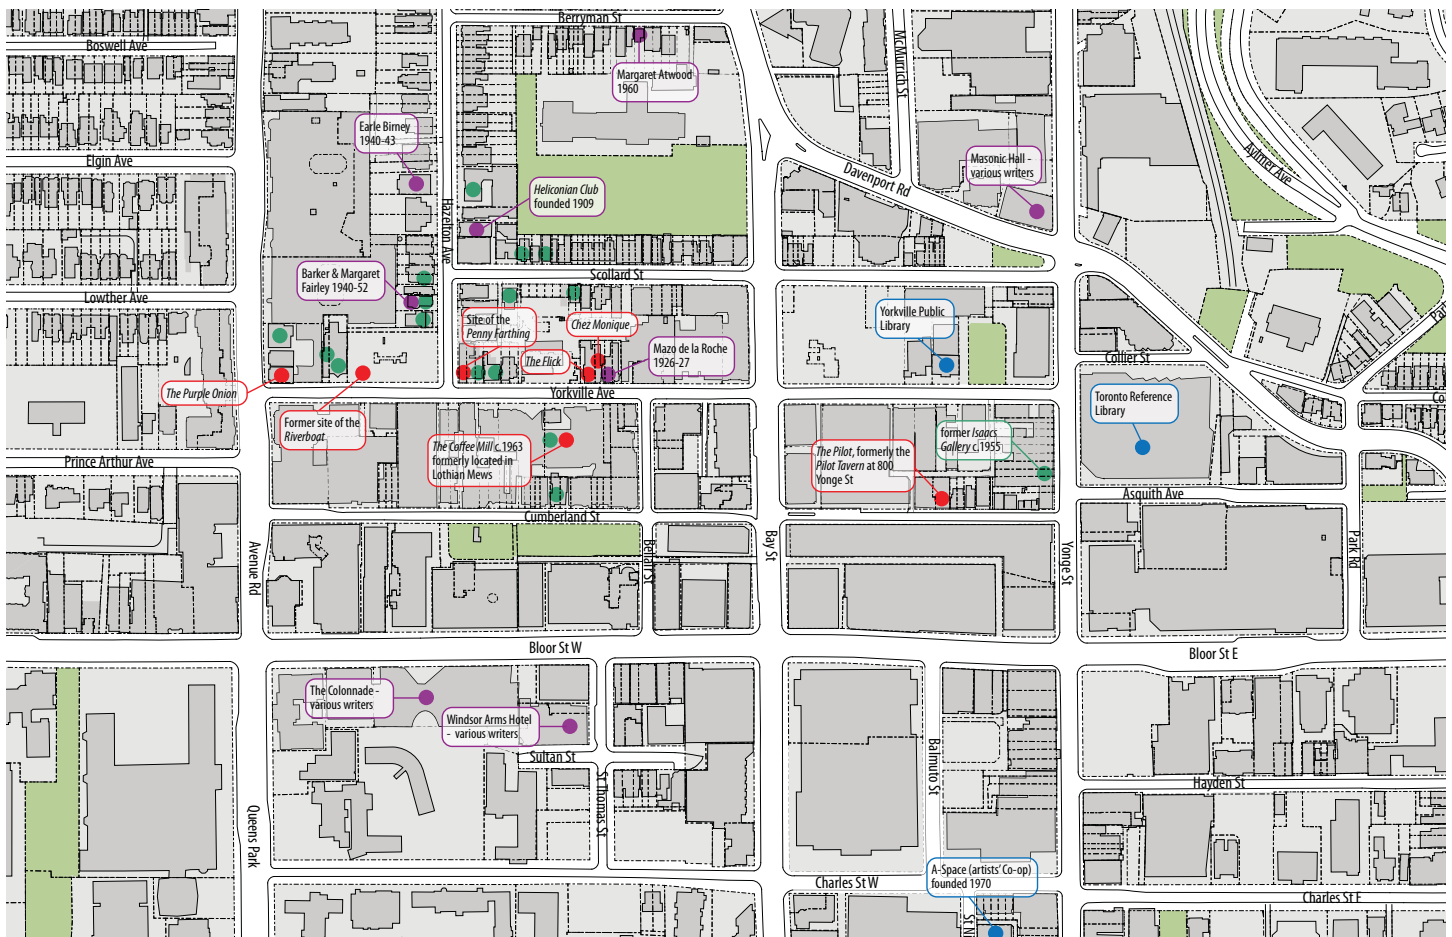 Berryman St
Boswell Ave
McMurrich St
Margaret Atwood
1960
Earle Birney
1940-43
Elgin Ave
Masonic Hall -
various writers
Aylmer Ave
Davenport Rd
Heliconian Club
founded 1909
Hazelton Ave
Scollard St
Barker & Margaret
Fairley 1940-52
Lowther Ave
Site of the
Penny Farthing
Chez Monique
Yorkville Public
Library
The Flick
Mazo de la Roche
1926-27
Collier St
The Purple Onion
Yorkville Ave
Toronto Reference
Library
Former site of the
Riverboat
The Coffee Mill c.1963
formerly located in
Lothian Mews
The Pilot, formerly the
Pilot Tavern at 800
Yonge St
former Isaacs
Gallery c.1955
Prince Arthur Ave
Asquith Ave
Cumberland St
Avenue Rd
Bellair St
Bay St
Yonge St
Park Rd
Bloor St W
Bloor St E
The Colonnade -
various writers
Windsor Arms Hotel
- various writers
Sultan St
St Thomas St
Balmuto St
Hayden St
Queens Park
Charles St W
A-Space (artists' Co-op)
founded 1970
Charles St E